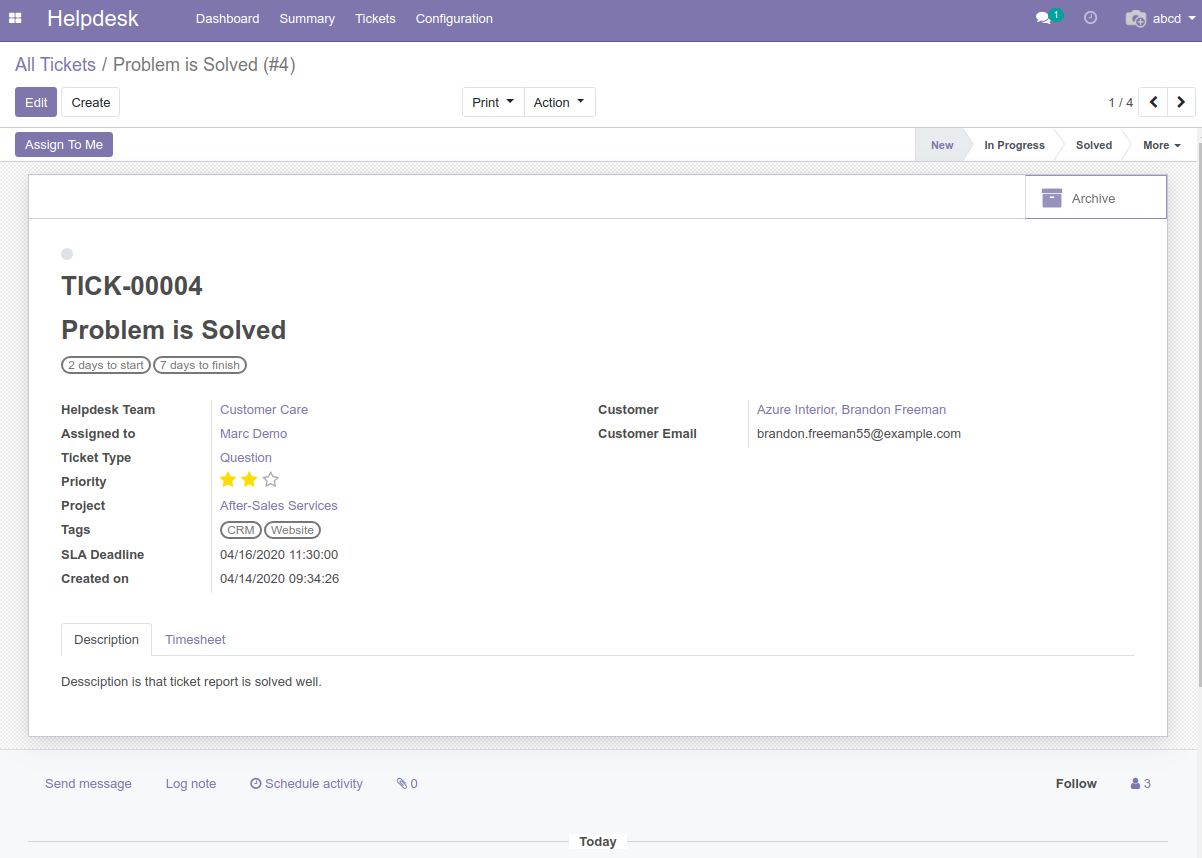 Helpdesk Dashboard Summary Tickets Configuration 1 abcd
All Tickets / Problem is Solved (#4)
Edit Create Print Action 1 / 4
Assign To Me New In Progress Solved More
Archive
TICK-00004
Problem is Solved
2 days to start 7 days to finish
Helpdesk Team Customer Care Customer Azure Interior, Brandon Freeman
Assigned to Marc Demo Customer Email brandon.freeman55@example.com
Ticket Type Question
Priority
Project After-Sales Services
Tags CRM Website
SLA Deadline 04/16/2020 11:30:00
Created on 04/14/2020 09:34:26
Description Timesheet
Dessciption is that ticket report is solved well.
Send message Log note Schedule activity 0 Follow 3
Today